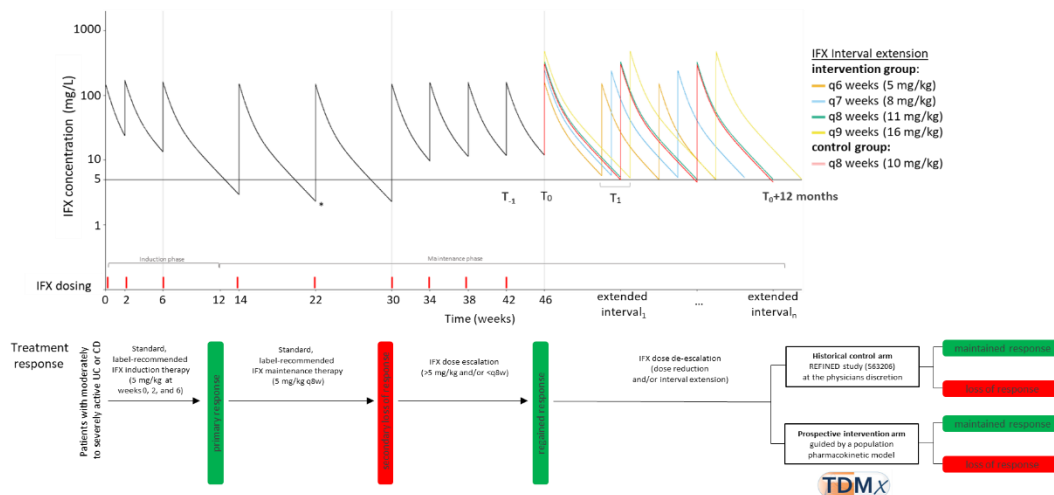 1000
100
10
5
1
IFX concentration (mg/L)
*
T-1
T0
T1
T0+12 months
IFX Interval extension
intervention group:
q6 weeks (5 mg/kg)
q7 weeks (8 mg/kg)
q8 weeks (11 mg/kg)
q9 weeks (16 mg/kg)
control group:
q8 weeks (10 mg/kg)
Induction phase
Maintenance phase
IFX dosing
0 2 6 12 14 22 30 34 38 42 46 extended ... extended
interval1 intervaln
Time (weeks)
Treatment
response
Patients with moderately
to severely active UC or CD
Standard,
label-recommended
IFX induction therapy
(5 mg/kg at
weeks 0, 2, and 6)
primary response
Standard,
label-recommended
IFX maintenance therapy
(5 mg/kg q8w)
secondary loss of response
IFX dose escalation
(>5 mg/kg and/or <q8w)
regained response
IFX dose de-escalation
(dose reduction
and/or interval extension)
Historical control arm
REFINED study (563206)
at the physicians discretion
maintained response
loss of response
Prospective intervention arm
guided by a population
pharmacokinetic model
maintained response
loss of response
TDMx